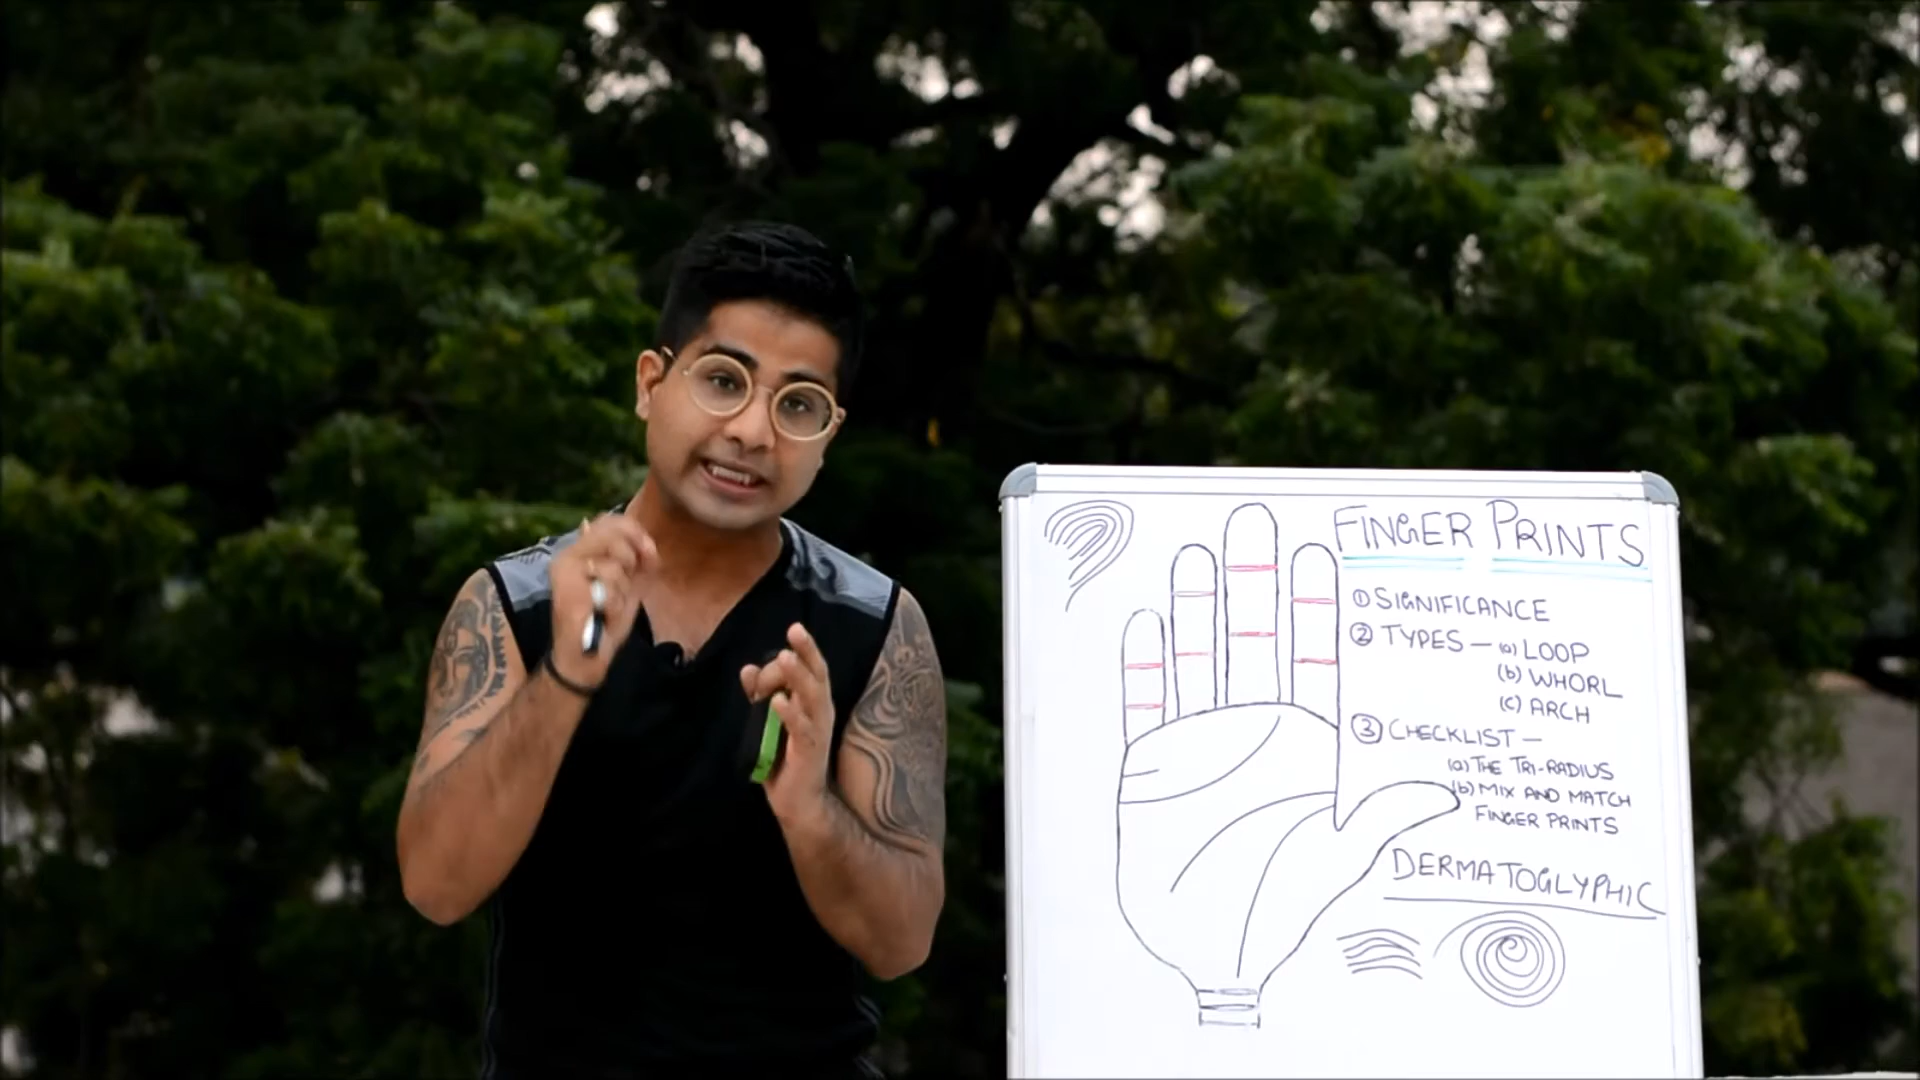 FINGER PRINTS
① SIGNIFICANCE
② TYPES — (a) LOOP
(b) WHORL
(c) ARCH
③ CHECKLIST —
(a) THE TRI-RADIUS
(b) MIX AND MATCH
FINGER PRINTS
DERMATOGLYPHIC